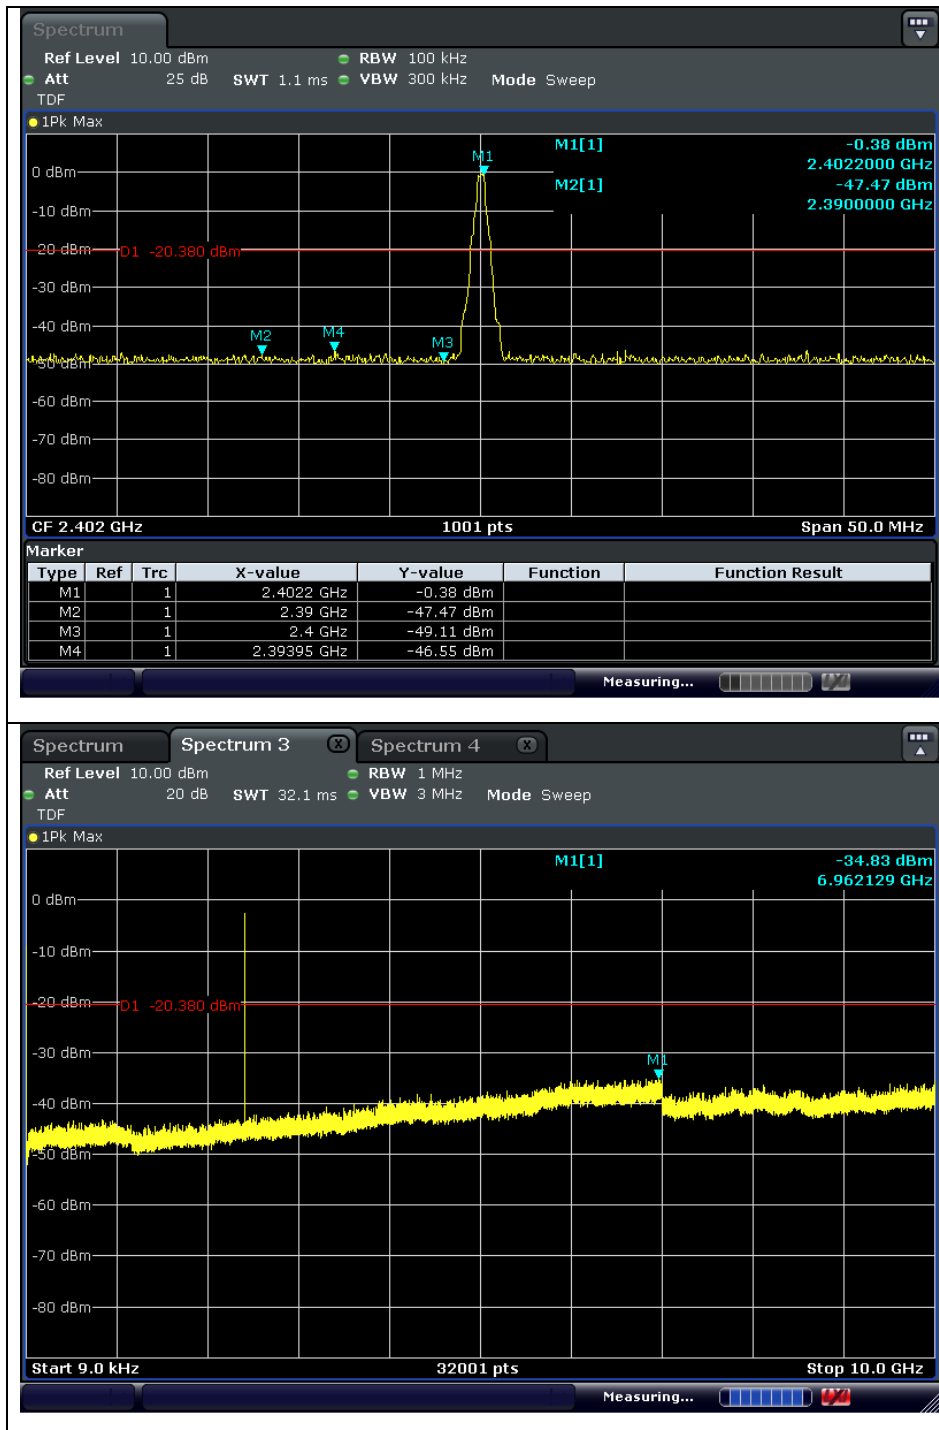 Spectrum
Ref Level 10.00 dBm RBW 100 kHz
Att 25 dB SWT 1.1 ms VBW 300 kHz Mode Sweep
TDF
1Pk Max
M1[1] -0.38 dBm
2.4022000 GHz
M2[1] -47.47 dBm
2.3900000 GHz
M1
0 dBm
-10 dBm
-20 dBm
D1 -20.380 dBm
-30 dBm
-40 dBm
M2 M4 M3
-50 dBm
-60 dBm
-70 dBm
-80 dBm
CF 2.402 GHz 1001 pts Span 50.0 MHz
Marker
Type Ref Trc X-value Y-value Function Function Result
M1 1 2.4022 GHz -0.38 dBm
M2 1 2.39 GHz -47.47 dBm
M3 1 2.4 GHz -49.11 dBm
M4 1 2.39395 GHz -46.55 dBm
Measuring...
Spectrum Spectrum 3 X Spectrum 4 X
Ref Level 10.00 dBm RBW 1 MHz
Att 20 dB SWT 32.1 ms VBW 3 MHz Mode Sweep
TDF
1Pk Max
M1[1] -34.83 dBm
6.962129 GHz
0 dBm
-10 dBm
-20 dBm
D1 -20.380 dBm
-30 dBm
M1
-40 dBm
-50 dBm
-60 dBm
-70 dBm
-80 dBm
Start 9.0 kHz 32001 pts Stop 10.0 GHz
Measuring...